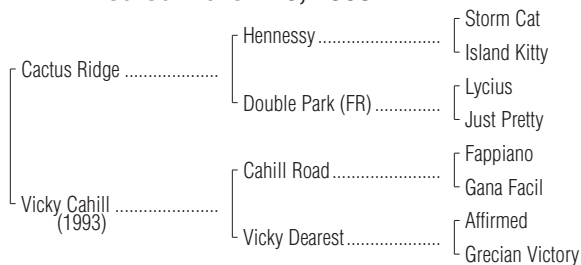 Storm Cat
Hennessy
Island Kitty
Cactus Ridge
Lycius
Double Park (FR)
Just Pretty
Fappiano
Cahill Road
Gana Facil
Vicky Cahill
(1993)
Affirmed
Vicky Dearest
Grecian Victory